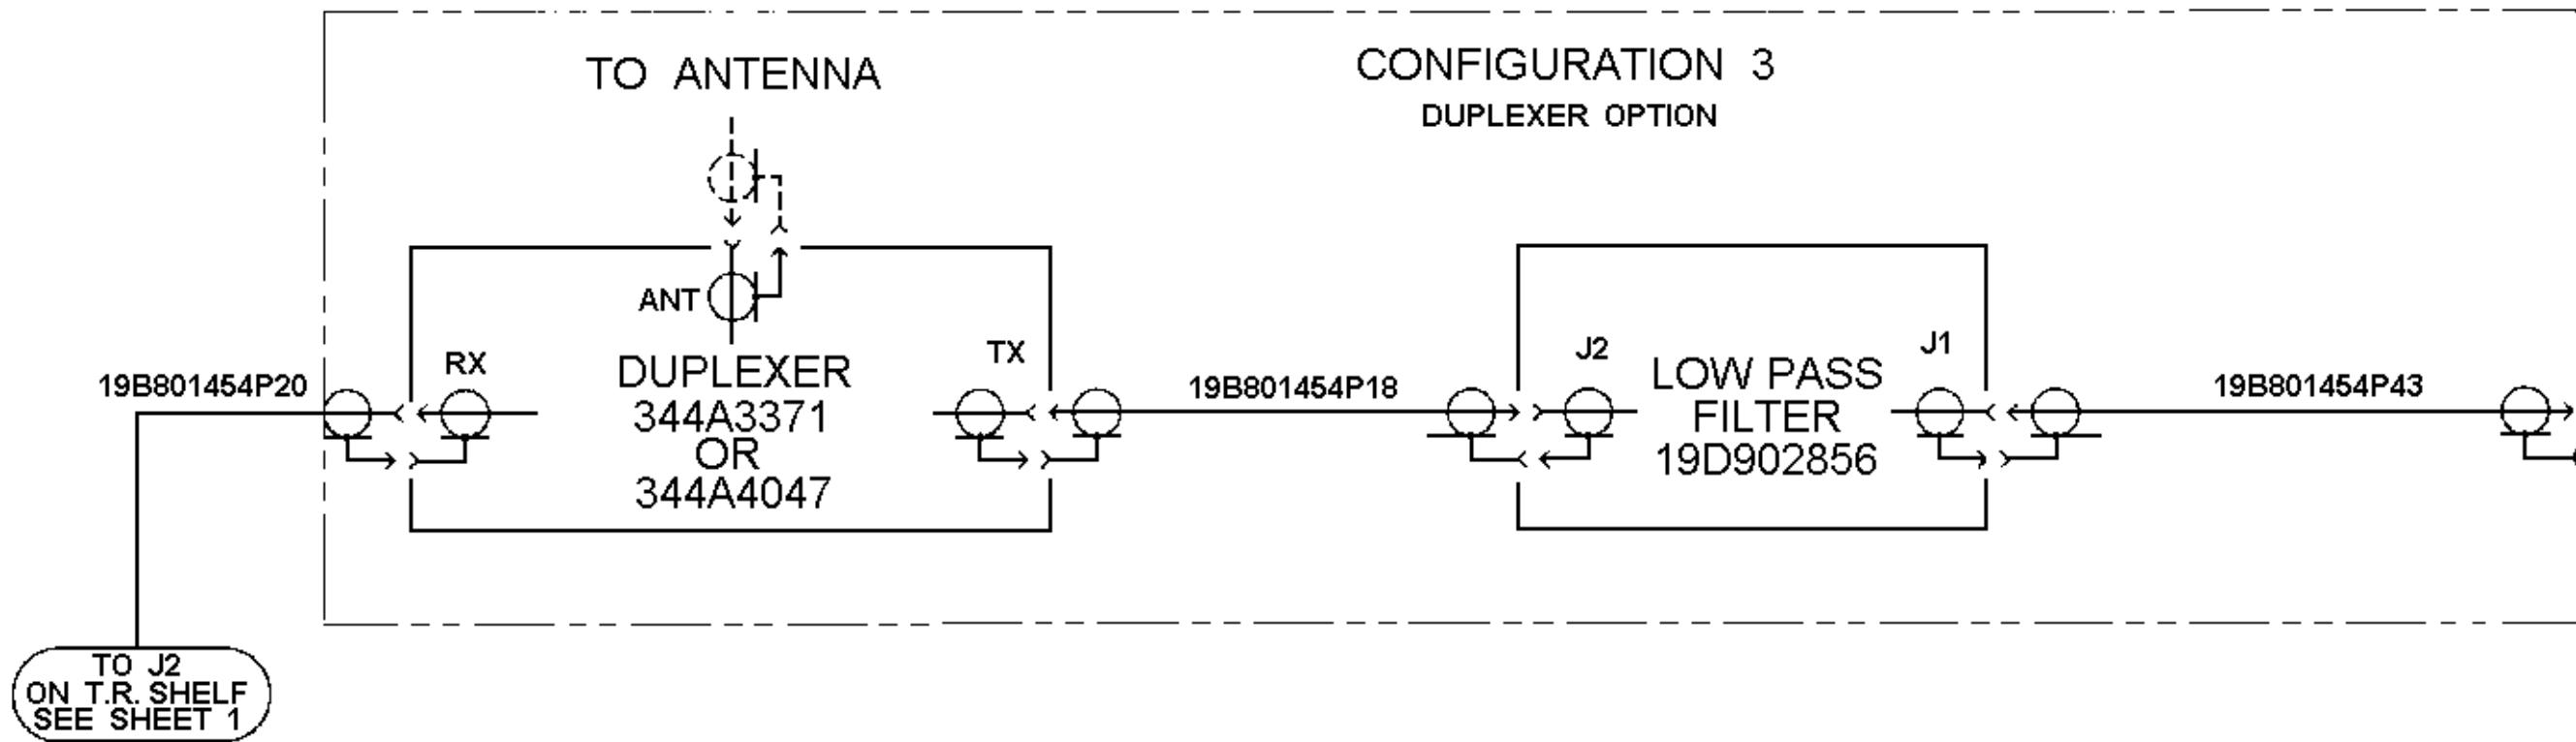 TO ANTENNA
CONFIGURATION 3
DUPLEXER OPTION
ANT
RX
TX
J2
J1
19B801454P20
DUPLEXER
344A3371
OR
344A4047
19B801454P18
LOW PASS
FILTER
19D902856
19B801454P43
TO J2
ON T.R. SHELF
SEE SHEET 1